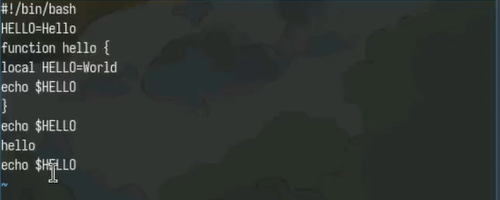 #!/bin/bash
HELLO=Hello
function hello {
local HELLO=World
echo $HELLO
}
echo $HELLO
hello
echo $HELLO
~